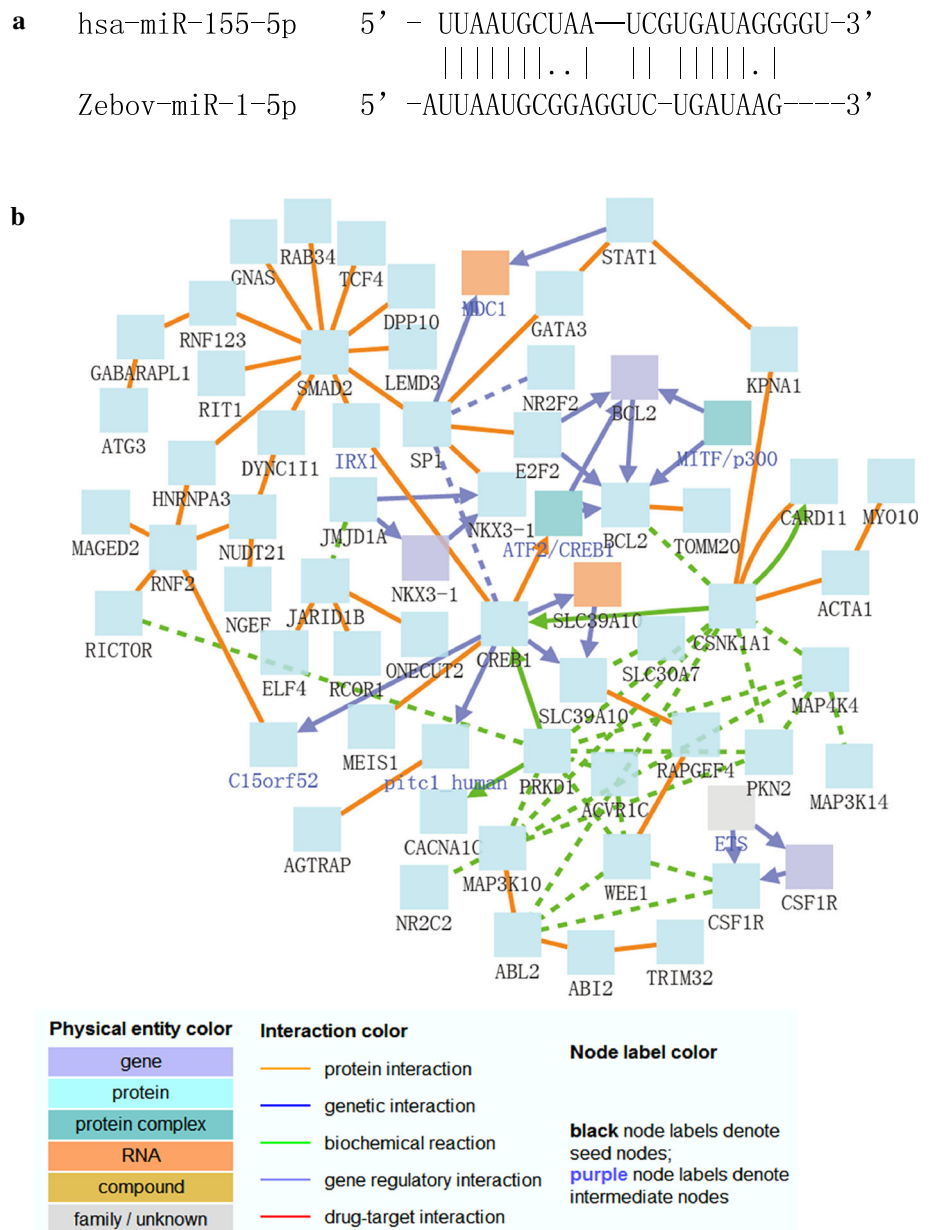 a
hsa-miR-155-5p 5’ - UUAAUGCUAA—UCGUGAUAGGGGU-3’
|||||||..| || |||||.|
Zebov-miR-1-5p 5’ -AUUAAUGCGGAGGUC-UGAUAAG----3’
b
RAB34
GNAS
TCF4
STAT1
MDC1
DPP10
GATA3
RNF123
GABARAPL1
SMAD2
LEMD3
KPNA1
RIT1
NR2F2
BCL2
ATG3
DYNC1I1
IRX1
SP1
E2F2
MITF/p300
HNRNPA3
CARD11
MYO10
MAGED2
NUDT21
JMJD1A
NKX3-1
ATF2/CREB1
BCL2
TOMM20
RNF2
NKX3-1
NGEF
JARID1B
SLC39A10
ACTA1
RICTOR
CSNK1A1
ELF4
RCOR1
ONECUT2
CREB1
SLC30A7
SLC39A10
MAP4K4
C15orf52
MEIS1
pitc1_human
PRKD1
RAPGEF4
PKN2
MAP3K14
ACVR1C
AGTRAP
CACNA1C
ETS
MAP3K10
WEE1
NR2C2
CSF1R
CSF1R
ABL2
ABI2
TRIM32
Physical entity color
gene
protein
protein complex
RNA
compound
family / unknown
Interaction color
protein interaction
genetic interaction
biochemical reaction
gene regulatory interaction
drug-target interaction
Node label color
black node labels denote
seed nodes;
purple node labels denote
intermediate nodes